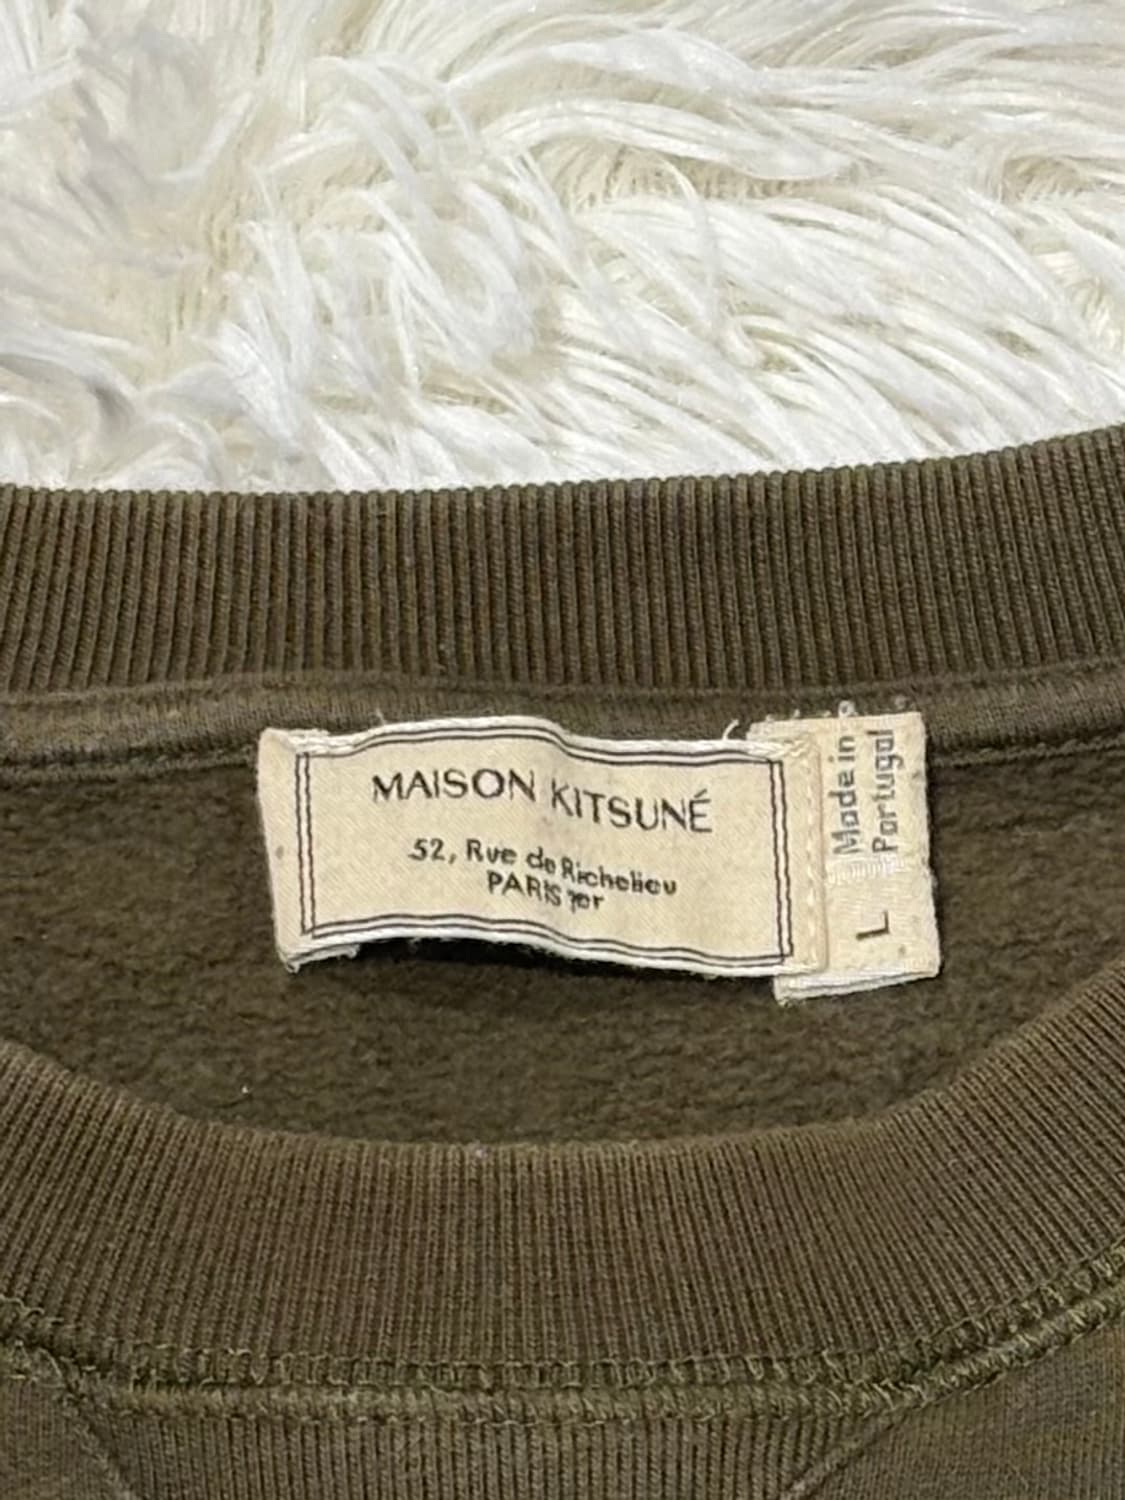 MAISON KITSUNÉ
52, Rue de Richelieu
PARIS 1er
Made in
Portugal
L